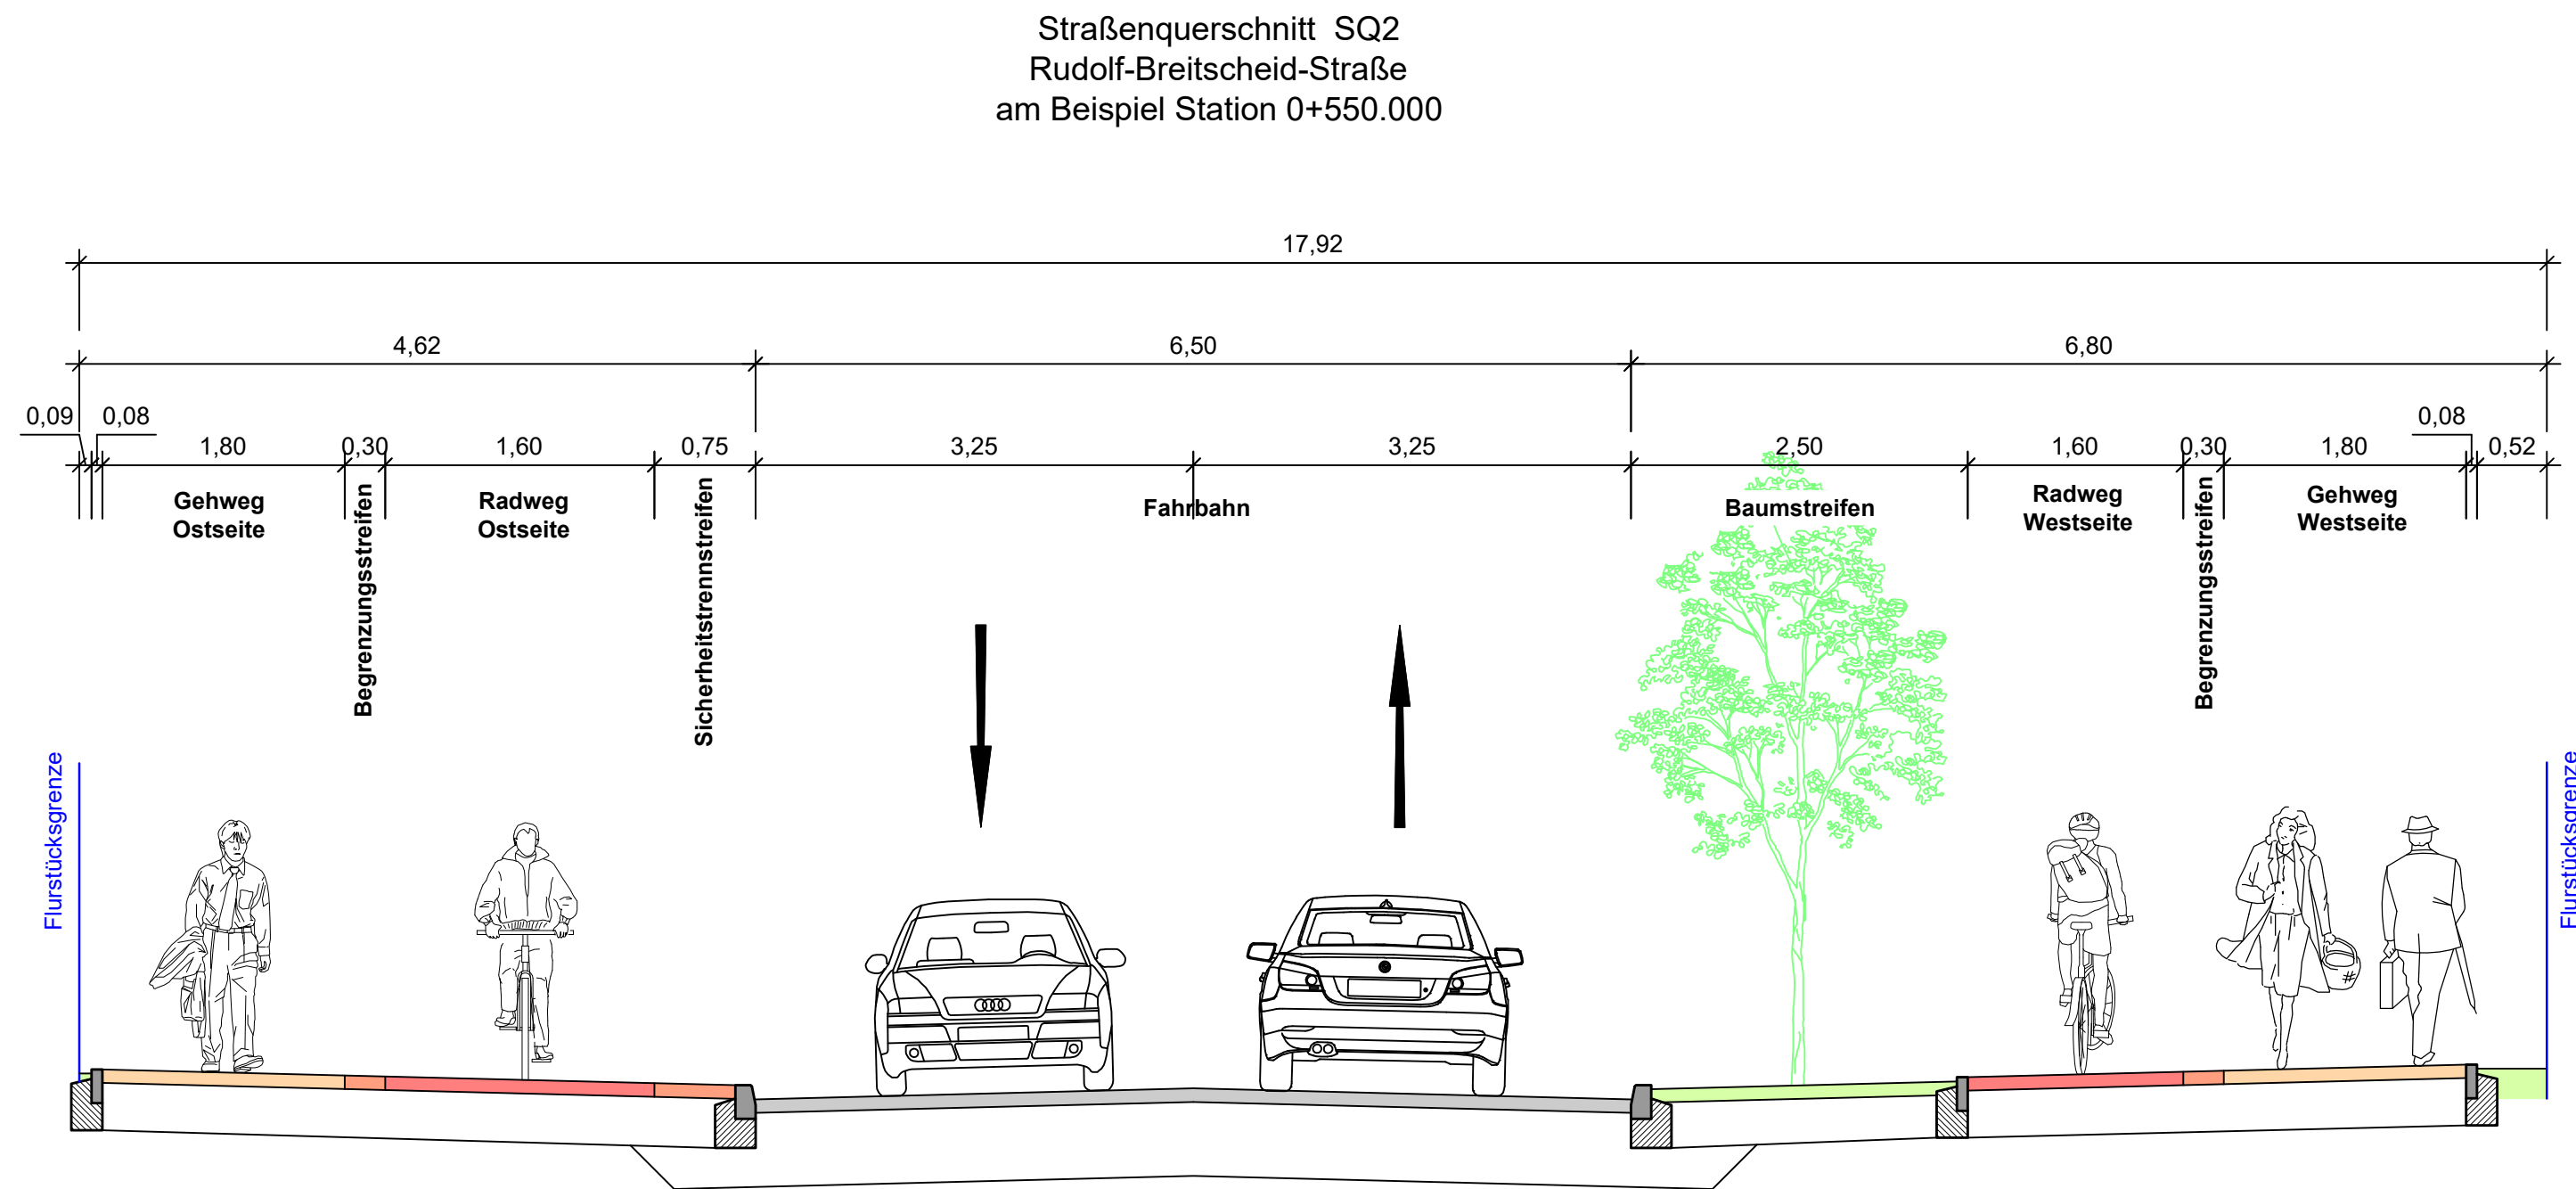 Straßenquerschnitt SQ2
Rudolf-Breitscheid-Straße
am Beispiel Station 0+550.000
17,92
4,62
6,50
6,80
0,09
0,08
1,80
0,30
1,60
0,75
3,25
3,25
2,50
1,60
0,30
1,80
0,08
0,52
Gehweg
Ostseite
Begrenzungsstreifen
Radweg
Ostseite
Sicherheitstrennstreifen
Fahrbahn
Baumstreifen
Radweg
Westseite
Begrenzungsstreifen
Gehweg
Westseite
Flurstücksgrenze
Flurstücksgrenze